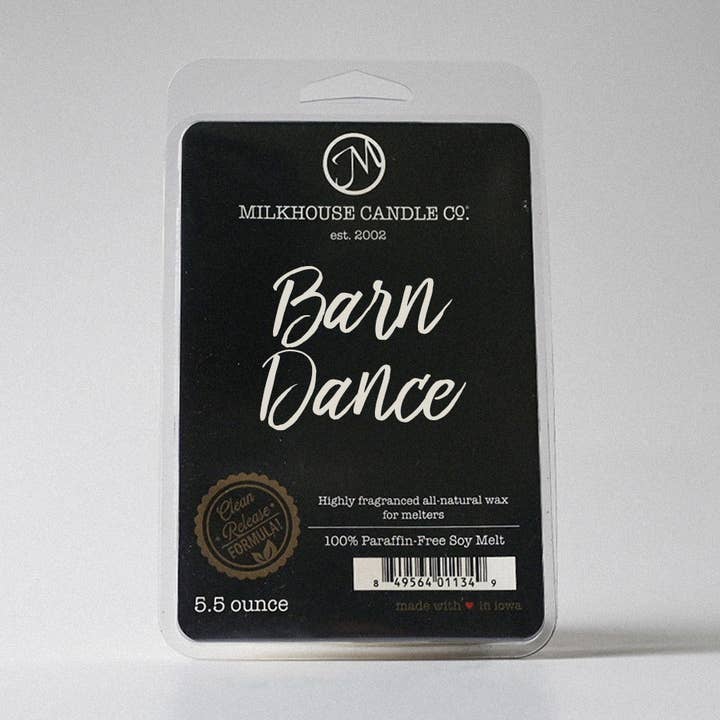 JM
MILKHOUSE CANDLE CO.®
est. 2002
Barn
Dance
Clean
Release
FORMULA!
Highly fragranced all-natural wax
for melters
100% Paraffin-Free Soy Melt
8 49564 01134 9
5.5 ounce
made with ♥ in iowa